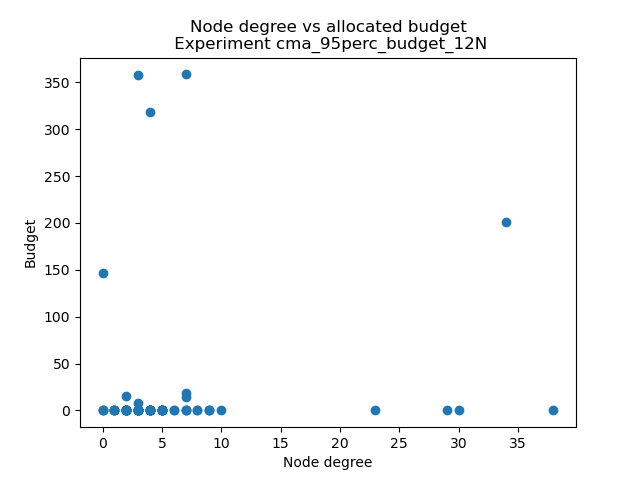 Node degree vs allocated budget
Experiment cma_95perc_budget_12N
350
300
250
200
150
100
50
0
Budget
0 5 10 15 20 25 30 35
Node degree